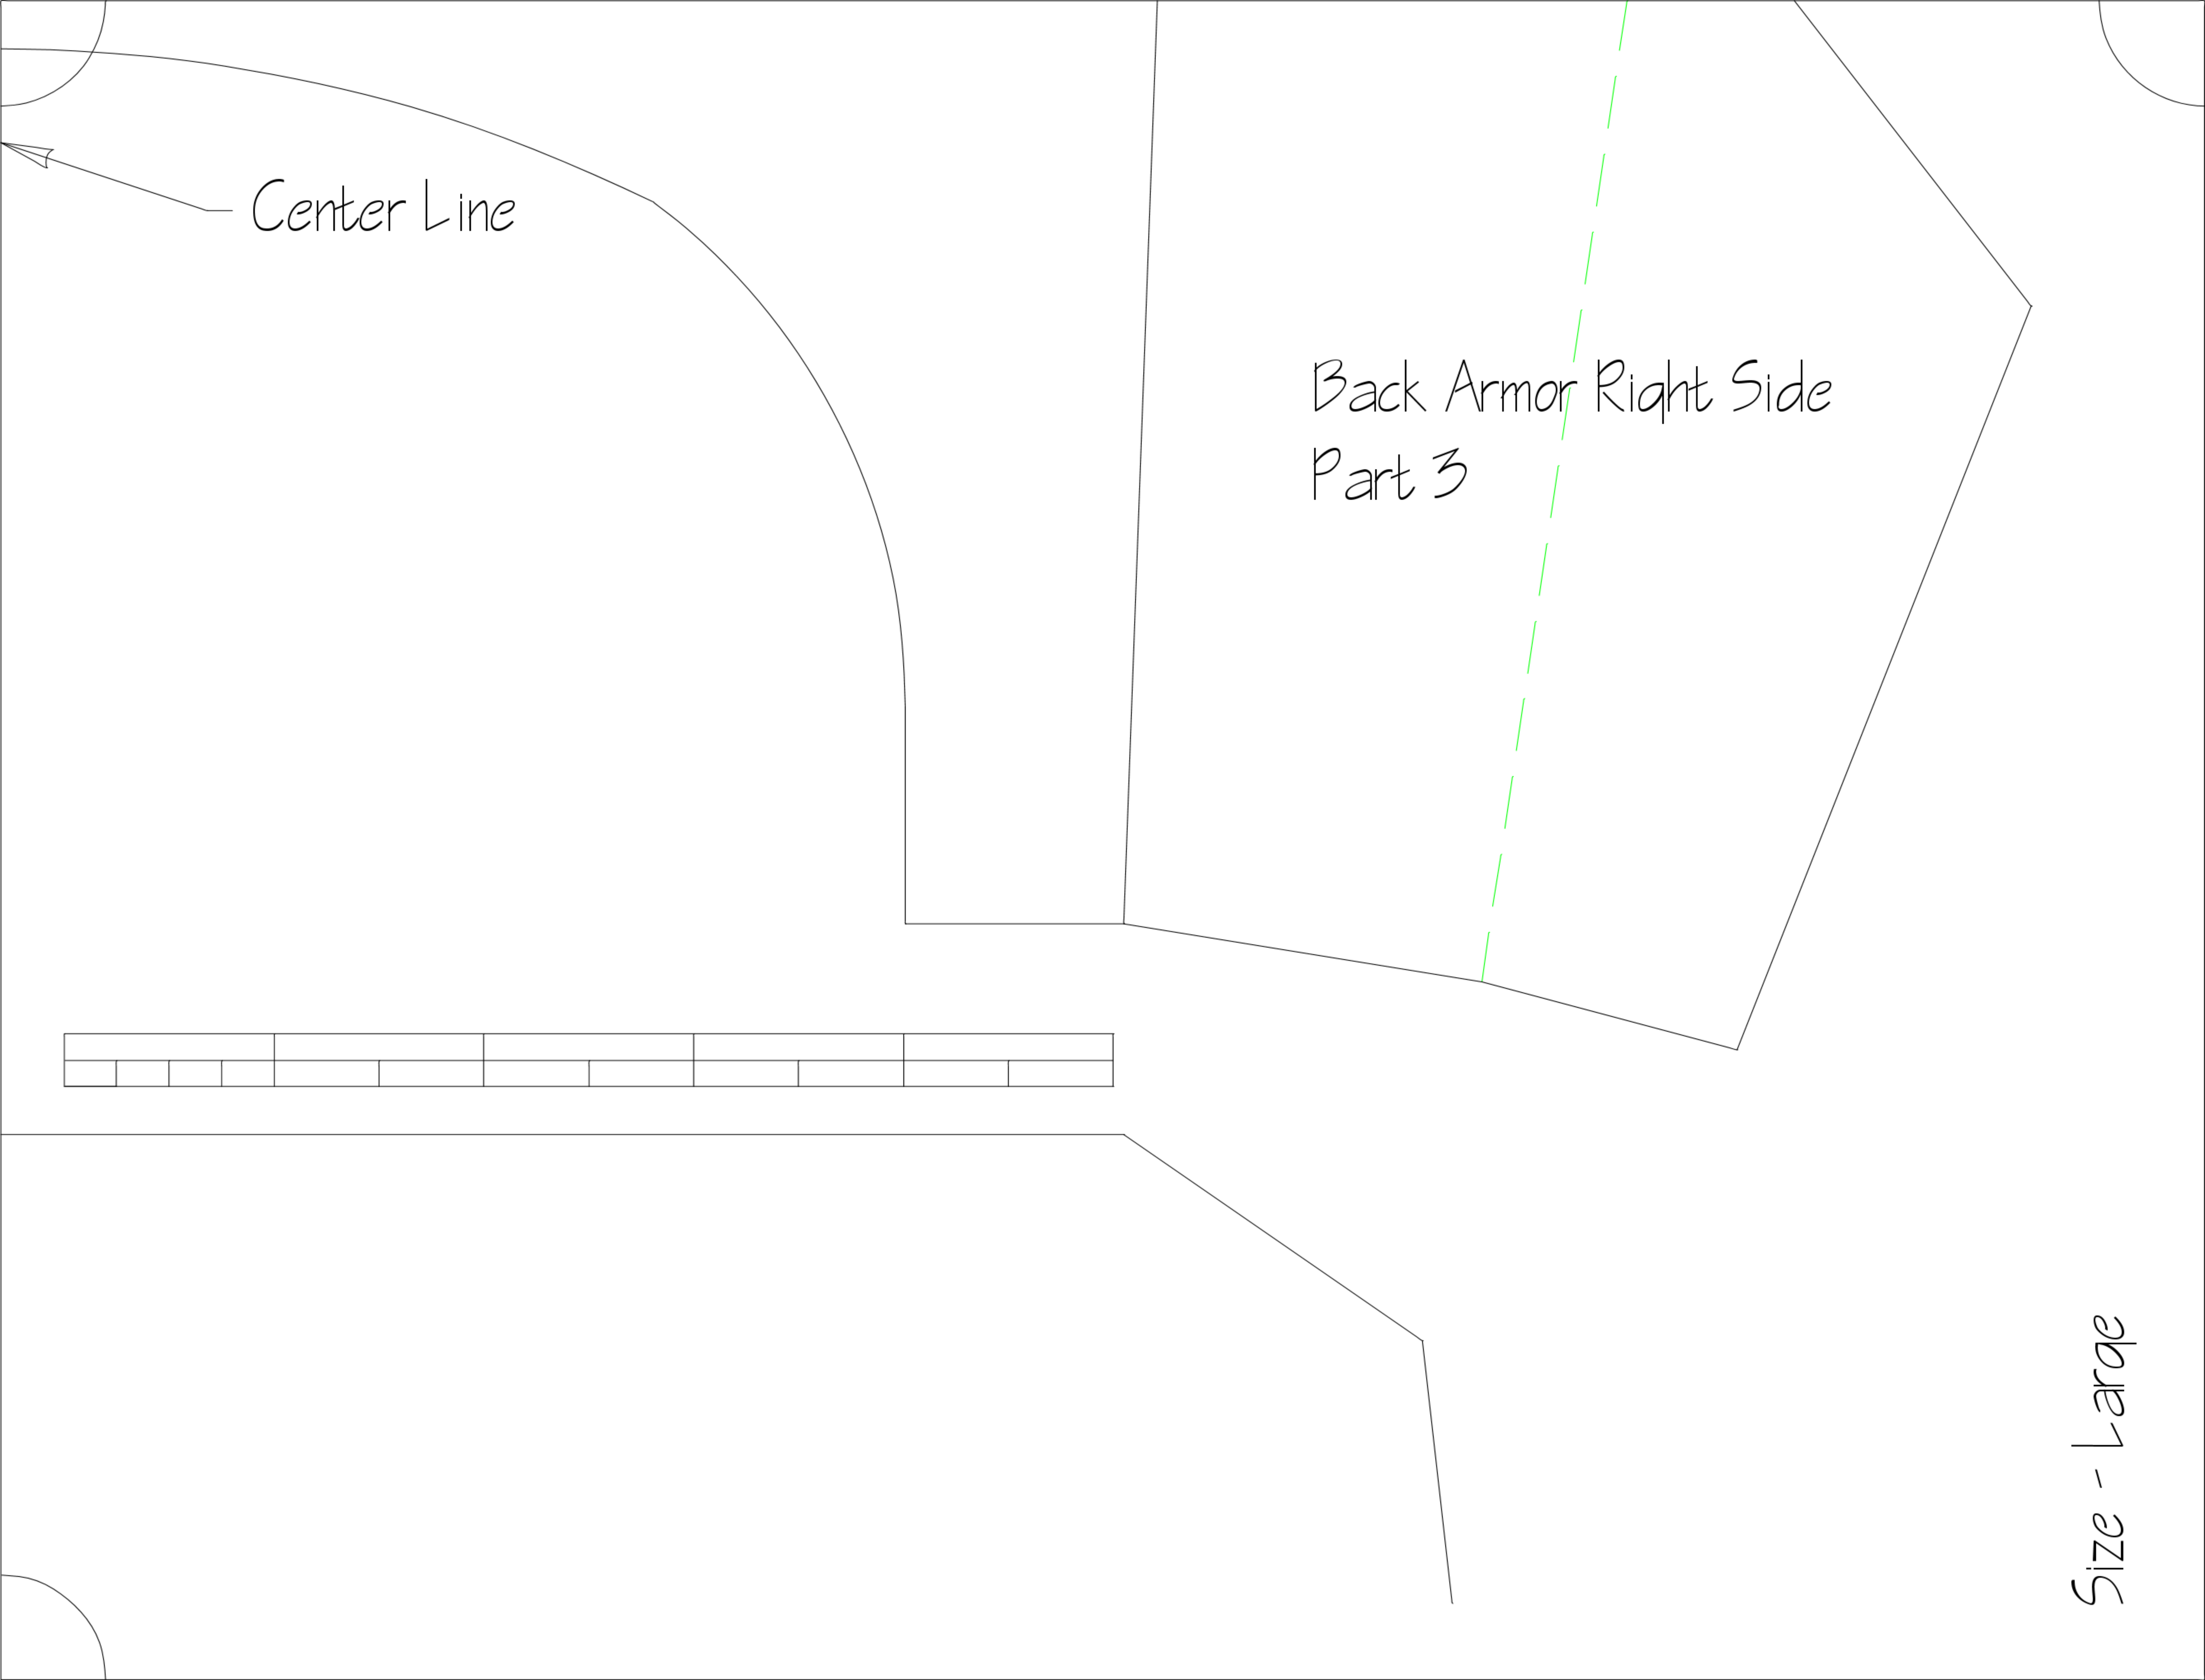 Center Line
Back Armor Right Side
Part 3
Size - Large